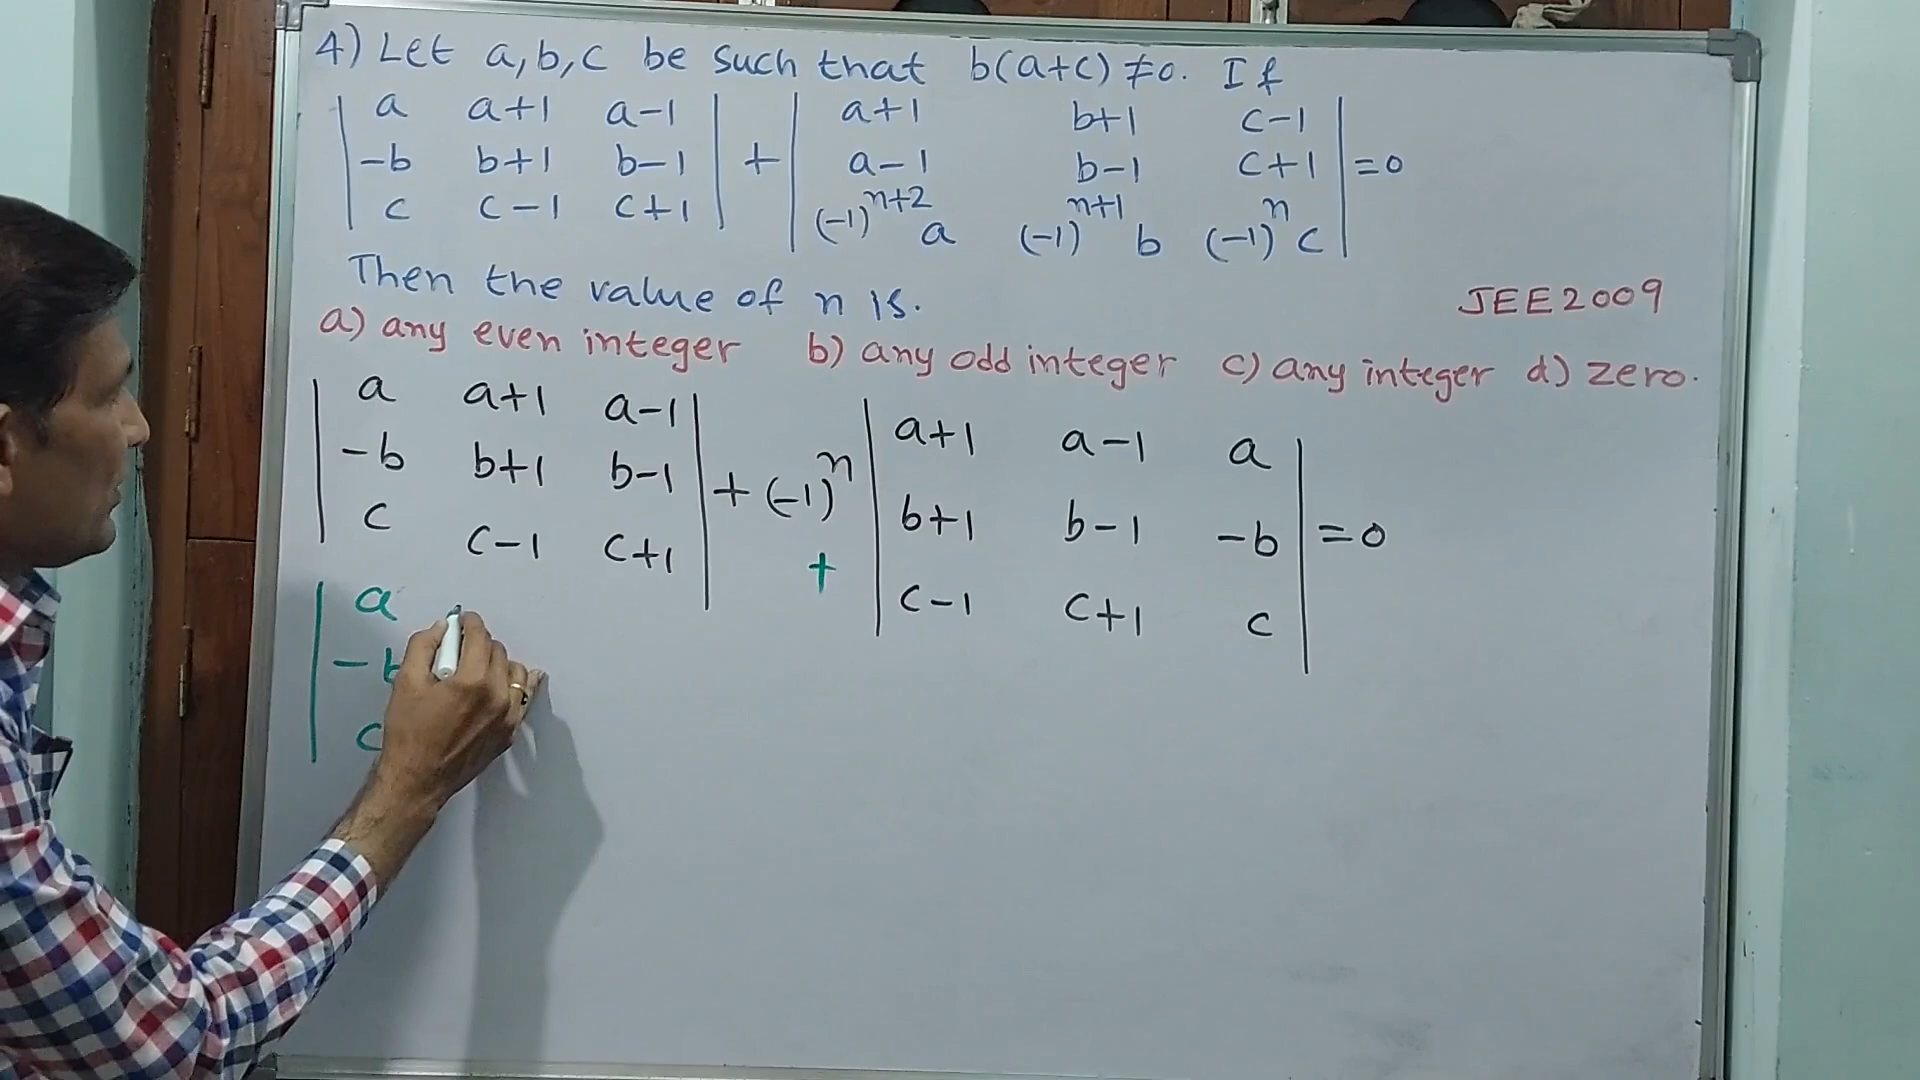 4) Let a, b, c be such that b(a+c) ≠ 0. If
| a a+1 a-1 | + | a+1 b+1 c-1 |
| -b b+1 b-1 | | a-1 b-1 c+1 | = 0
| c c-1 c+1 | | (-1)^(n+2) a (-1)^(n+1) b (-1)^n c |
Then the value of n is. JEE 2009
a) any even integer b) any odd integer c) any integer d) zero.
| a a+1 a-1 | | a+1 a-1 a |
| -b b+1 b-1 | + (-1)^n | b+1 b-1 -b | = 0
| c c-1 c+1 | + | c-1 c+1 c |
| a
| -b
| c